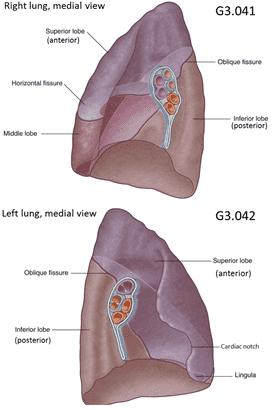 Right lung, medial view
G3.041
Superior lobe
(anterior)
Oblique fissure
Horizontal fissure
Inferior lobe
(posterior)
Middle lobe
Left lung, medial view
G3.042
Superior lobe
(anterior)
Oblique fissure
Inferior lobe
(posterior)
Cardiac notch
Lingula